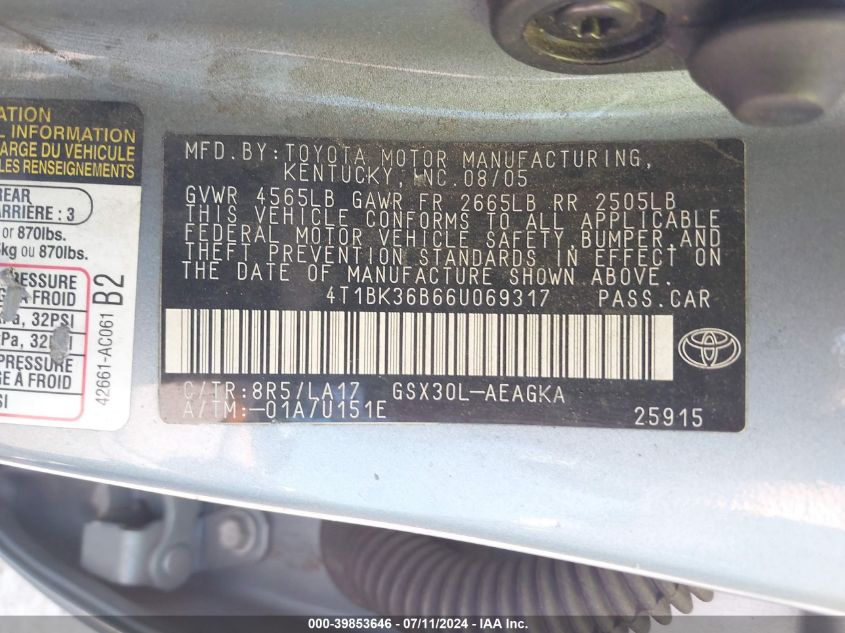 ATION
L INFORMATION
ARGE DU VÉHICULE
LES RENSEIGNEMENTS
REAR
ARRIÈRE : 3
or 870lbs.
kg ou 870lbs.
PRESSURE
À FROID
Pa, 32PSI
Pa, 32
PRESSURE
GE À FROID
SI
42661-AC061 B2
MFD.BY:TOYOTA MOTOR MANUFACTURING,
KENTUCKY, INC.08/05
GVWR 4565LB GAWR FR 2665LB RR 2505LB
THIS VEHICLE CONFORMS TO ALL APPLICABLE
FEDERAL MOTOR VEHICLE SAFETY,BUMPER,AND
THEFT PREVENTION STANDARDS IN EFFECT ON
THE DATE OF MANUFACTURE SHOWN ABOVE.
4T1BK36B66U069317 PASS.CAR
C/TR:8R5/LA17 GSX30L-AEAGKA
A/TM:-01A/U151E 25915
000-39853646 / 07/11/2024 - IAA, Inc.